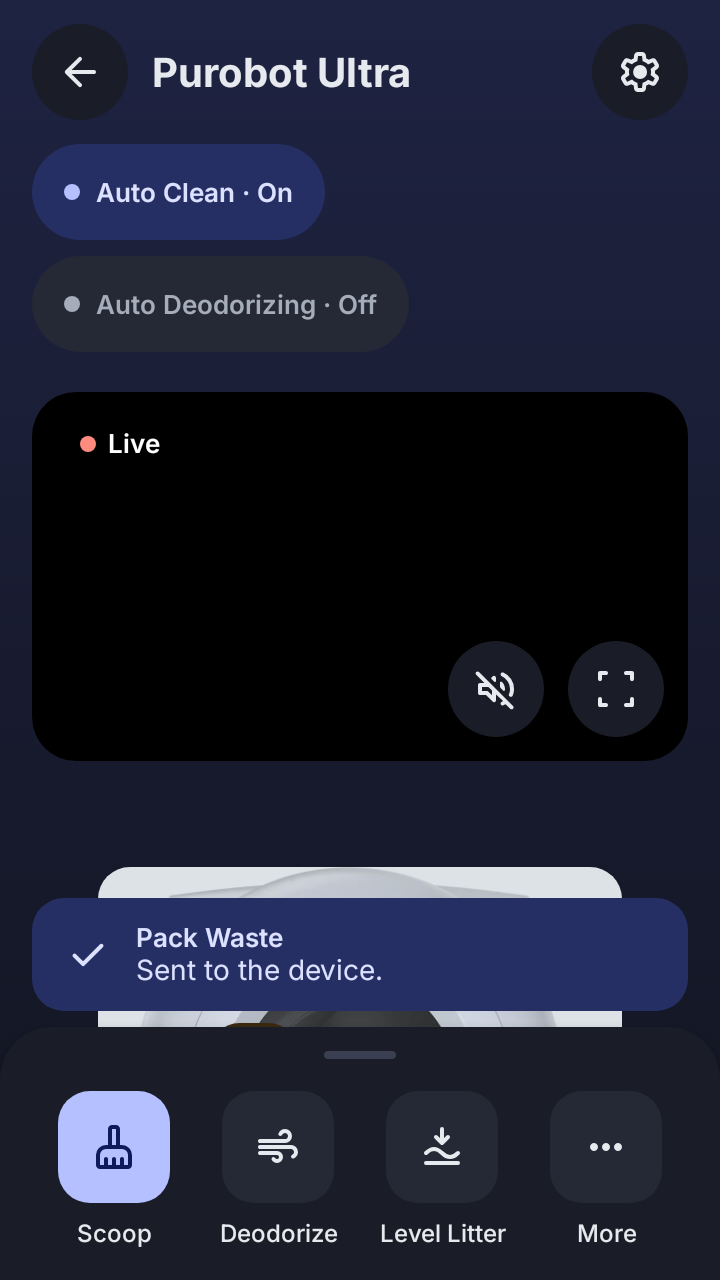 Purobot Ultra
Auto Clean · On
Auto Deodorizing · Off
Live
Pack Waste
Sent to the device.
Scoop
Deodorize
Level Litter
More